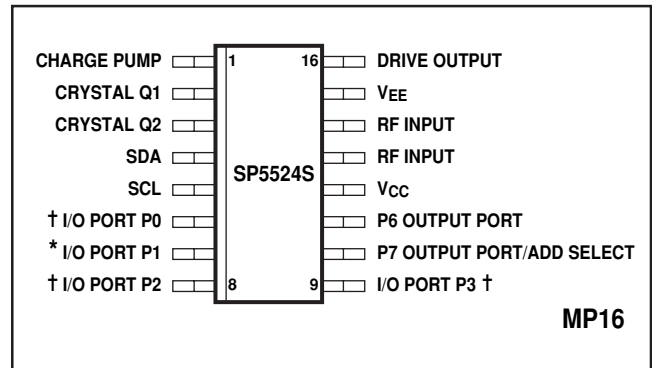 CHARGE PUMP 1 16 DRIVE OUTPUT
CRYSTAL Q1 VEE
CRYSTAL Q2 RF INPUT
SDA RF INPUT
SP5524S
SCL VCC
† I/O PORT P0 P6 OUTPUT PORT
* I/O PORT P1 P7 OUTPUT PORT/ADD SELECT
† I/O PORT P2 8 9 I/O PORT P3 †
MP16